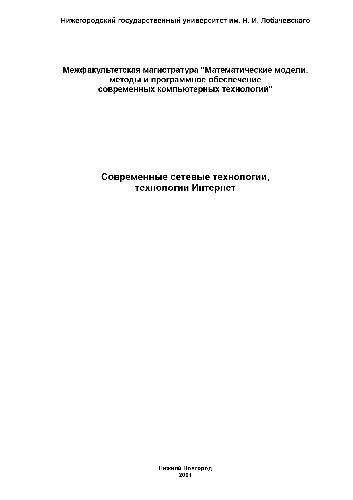 Нижегородский государственный университет им. Н. И. Лобачевского
Межфакультетская магистратура "Математические модели,
методы и программное обеспечение
современных компьютерных технологий"
Современные сетевые технологии,
технологии Интернет
Нижний Новгород
2001